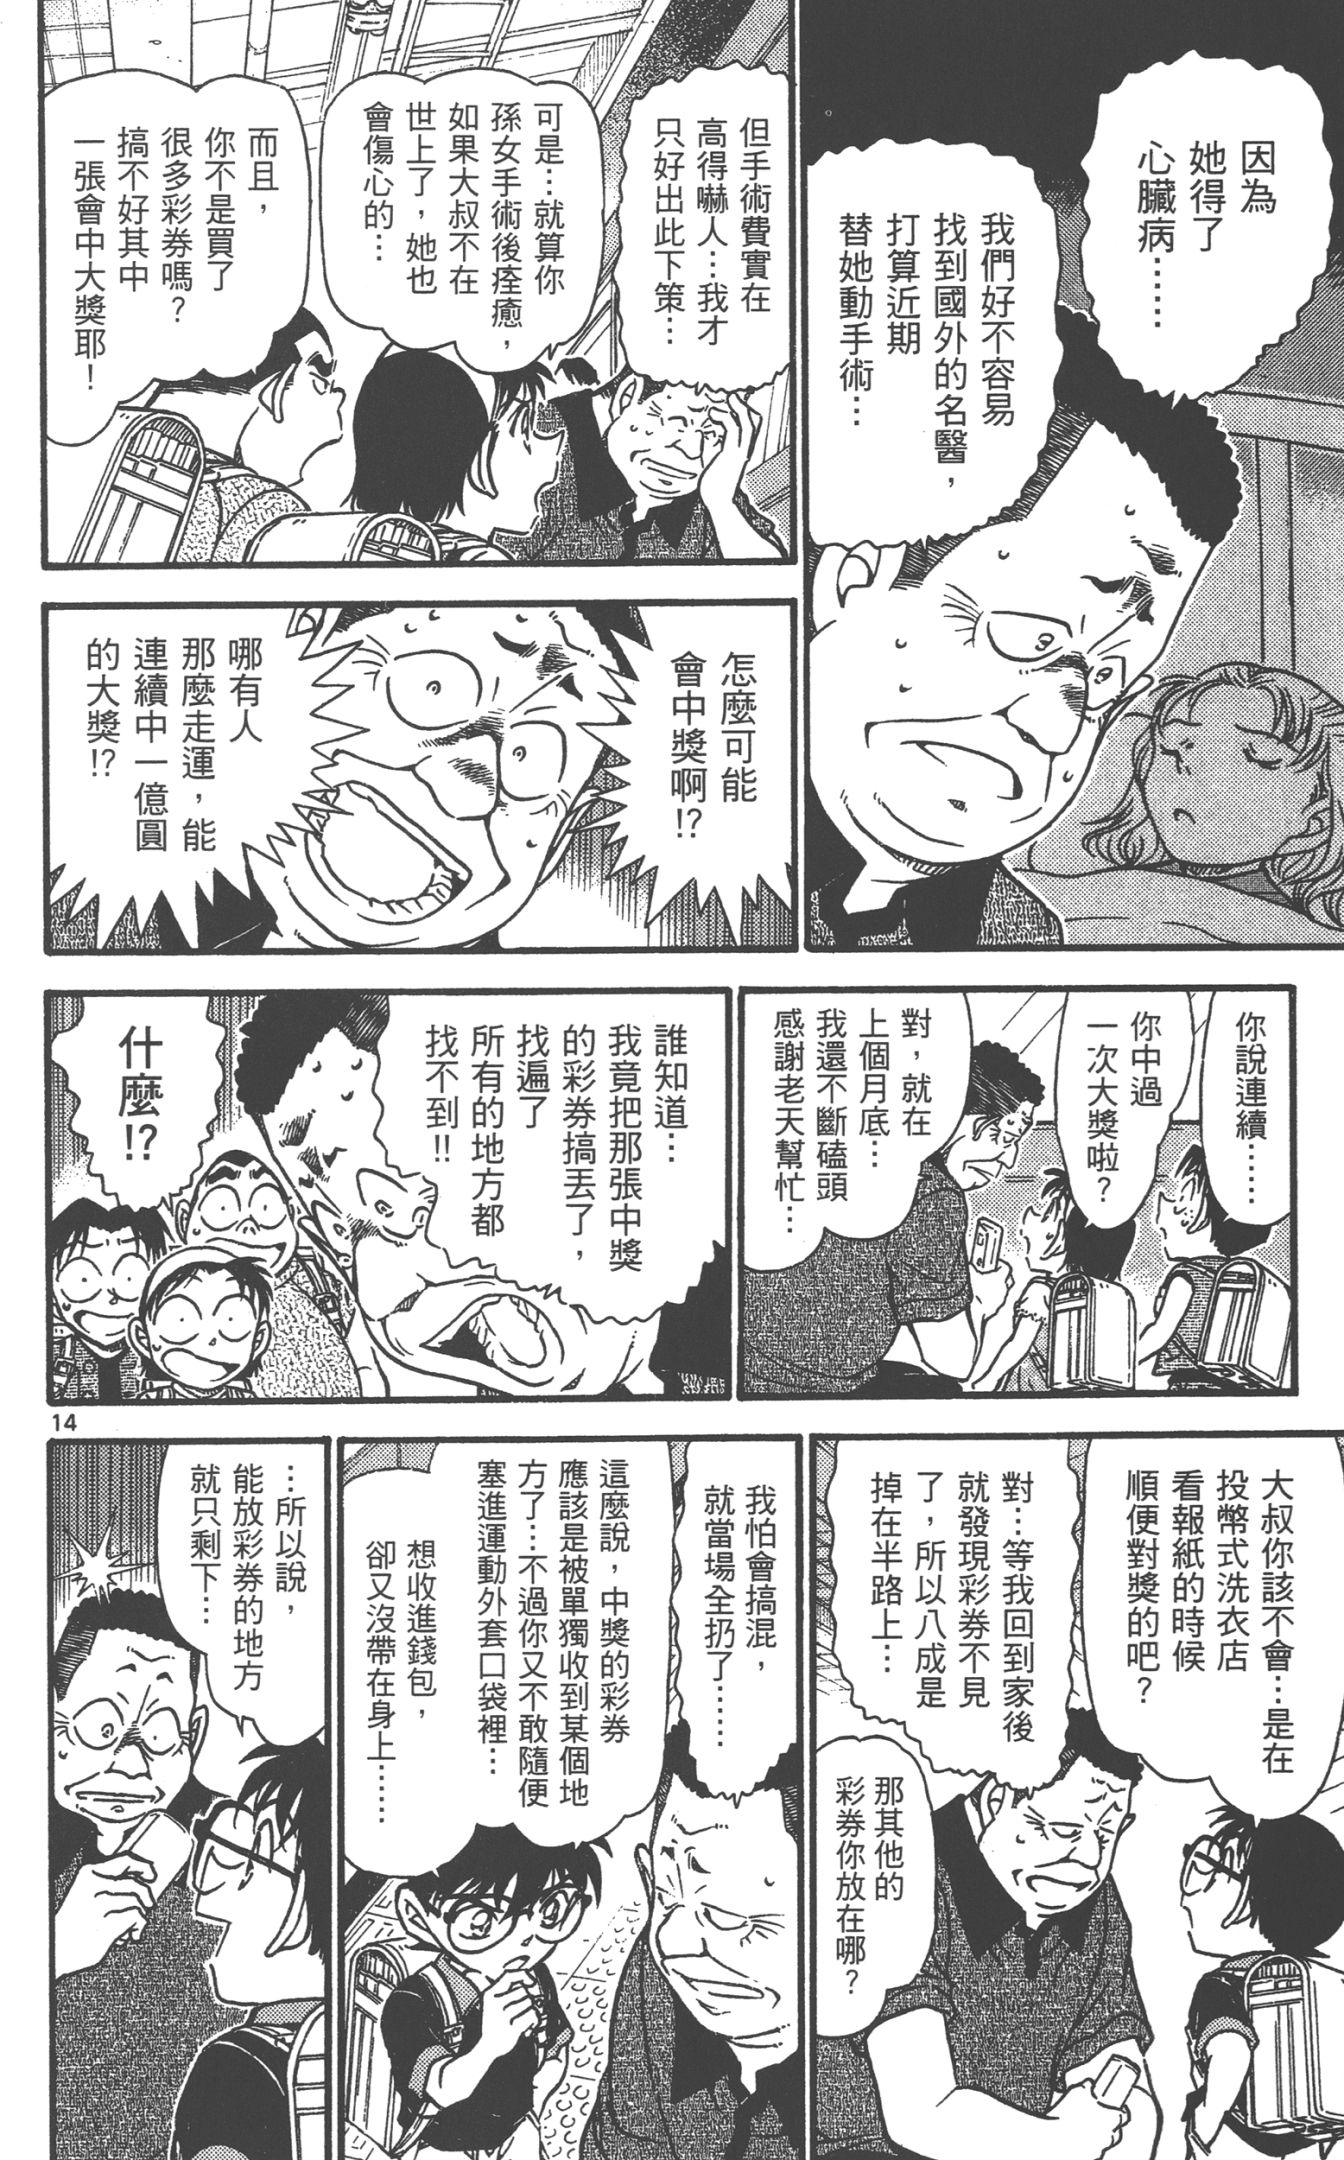 因為
她得了
心臟病……
我們好不容易
找到國外的名醫，
打算近期
替她動手術…
但手術費實在
高得嚇人…我才
只好出此下策…
可是…就算你
孫女手術後痊癒，
如果大叔不在
世上了，她也
會傷心的…
而且，
你不是買了
很多彩券嗎？
搞不好其中
一張會中大獎耶！
怎麼可能
會中獎啊!?
哪有人
那麼走運，能
連續中一億圓
的大獎!?
你說連續……
你中過
一次大獎啦？
對，就在
上個月底…
我還不斷磕頭
感謝老天幫忙…
誰知道…
我竟把那張中獎
的彩券搞丟了，
找遍了
所有的地方都
找不到!!
什麼!?
14
大叔你該不會…是在
投幣式洗衣店
看報紙的時候
順便對獎的吧？
對…等我回到家後
就發現彩券不見
了，所以八成是
掉在半路上…
那其他的
彩券你放在哪？
我怕會搞混，
就當場全扔了……
這麼說，中獎的彩券
應該是被單獨收到某個地
方了…不過你又不敢隨便
塞進運動外套口袋裡…
想收進錢包，
卻又沒帶在身上……
…所以說，
能放彩券的地方
就只剩下…